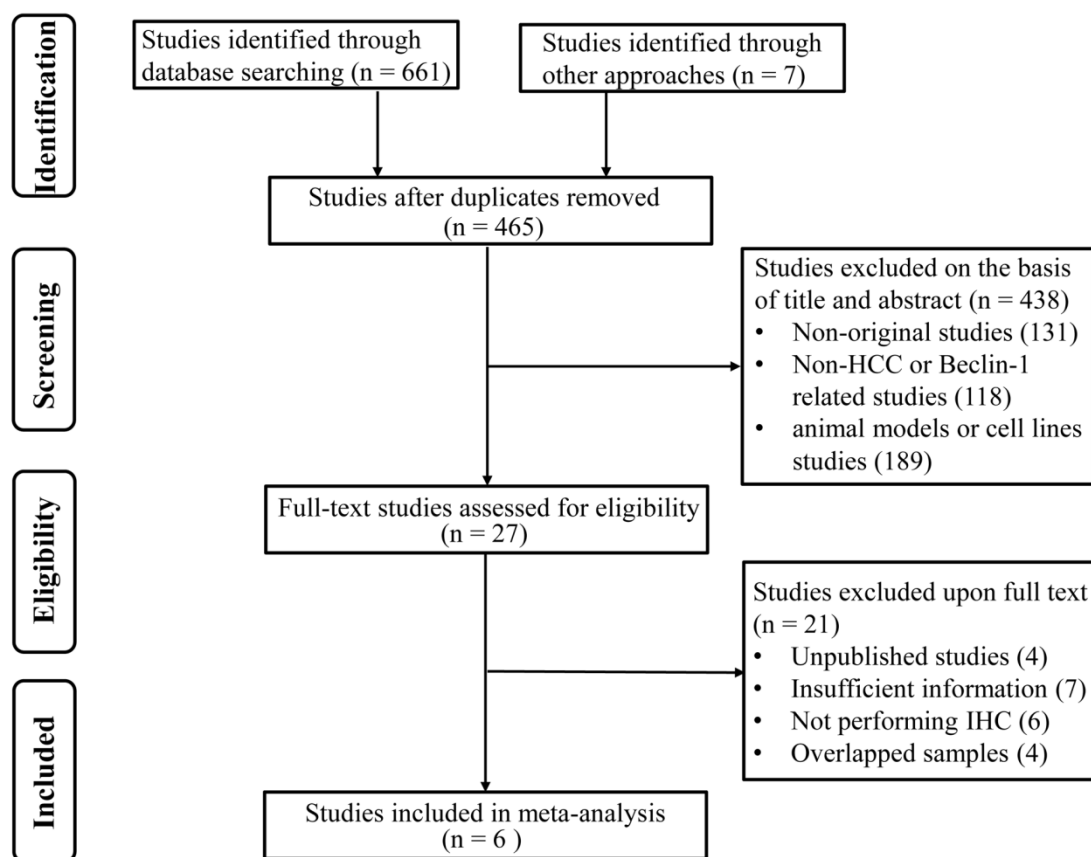 Identification
Studies identified through
database searching (n = 661)
Studies identified through
other approaches (n = 7)
Studies after duplicates removed
(n = 465)
Screening
Studies excluded on the basis
of title and abstract (n = 438)
• Non-original studies (131)
• Non-HCC or Beclin-1
related studies (118)
• animal models or cell lines
studies (189)
Eligibility
Full-text studies assessed for eligibility
(n = 27)
Studies excluded upon full text
(n = 21)
• Unpublished studies (4)
• Insufficient information (7)
• Not performing IHC (6)
• Overlapped samples (4)
Included
Studies included in meta-analysis
(n = 6 )